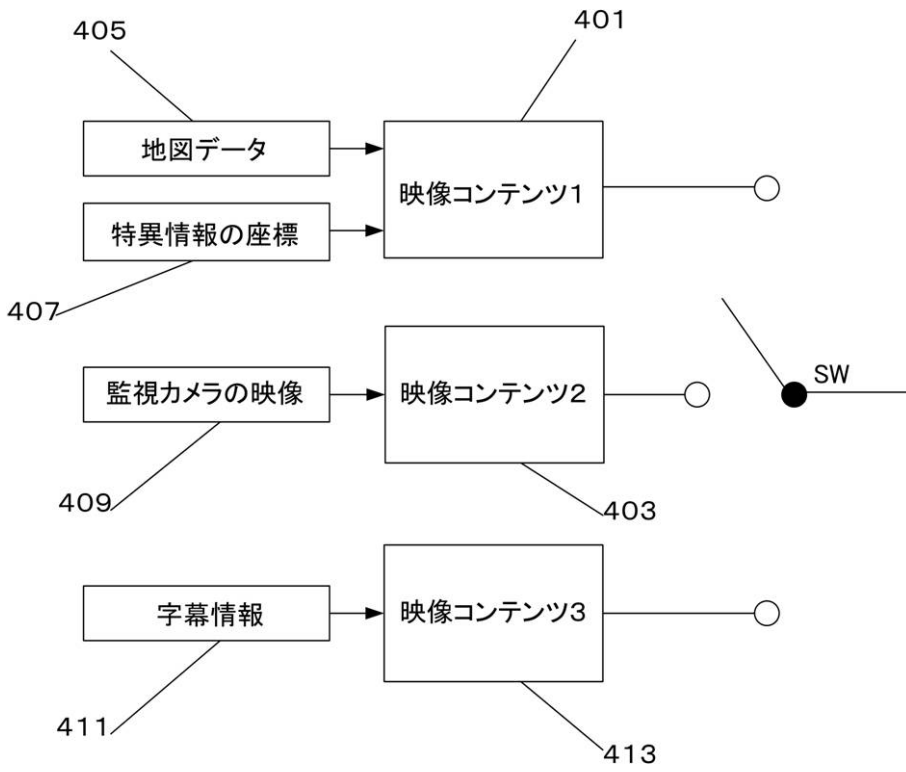 405
401
地図データ
映像コンテンツ1
特異情報の座標
407
SW
監視カメラの映像
映像コンテンツ2
409
403
字幕情報
映像コンテンツ3
411
413